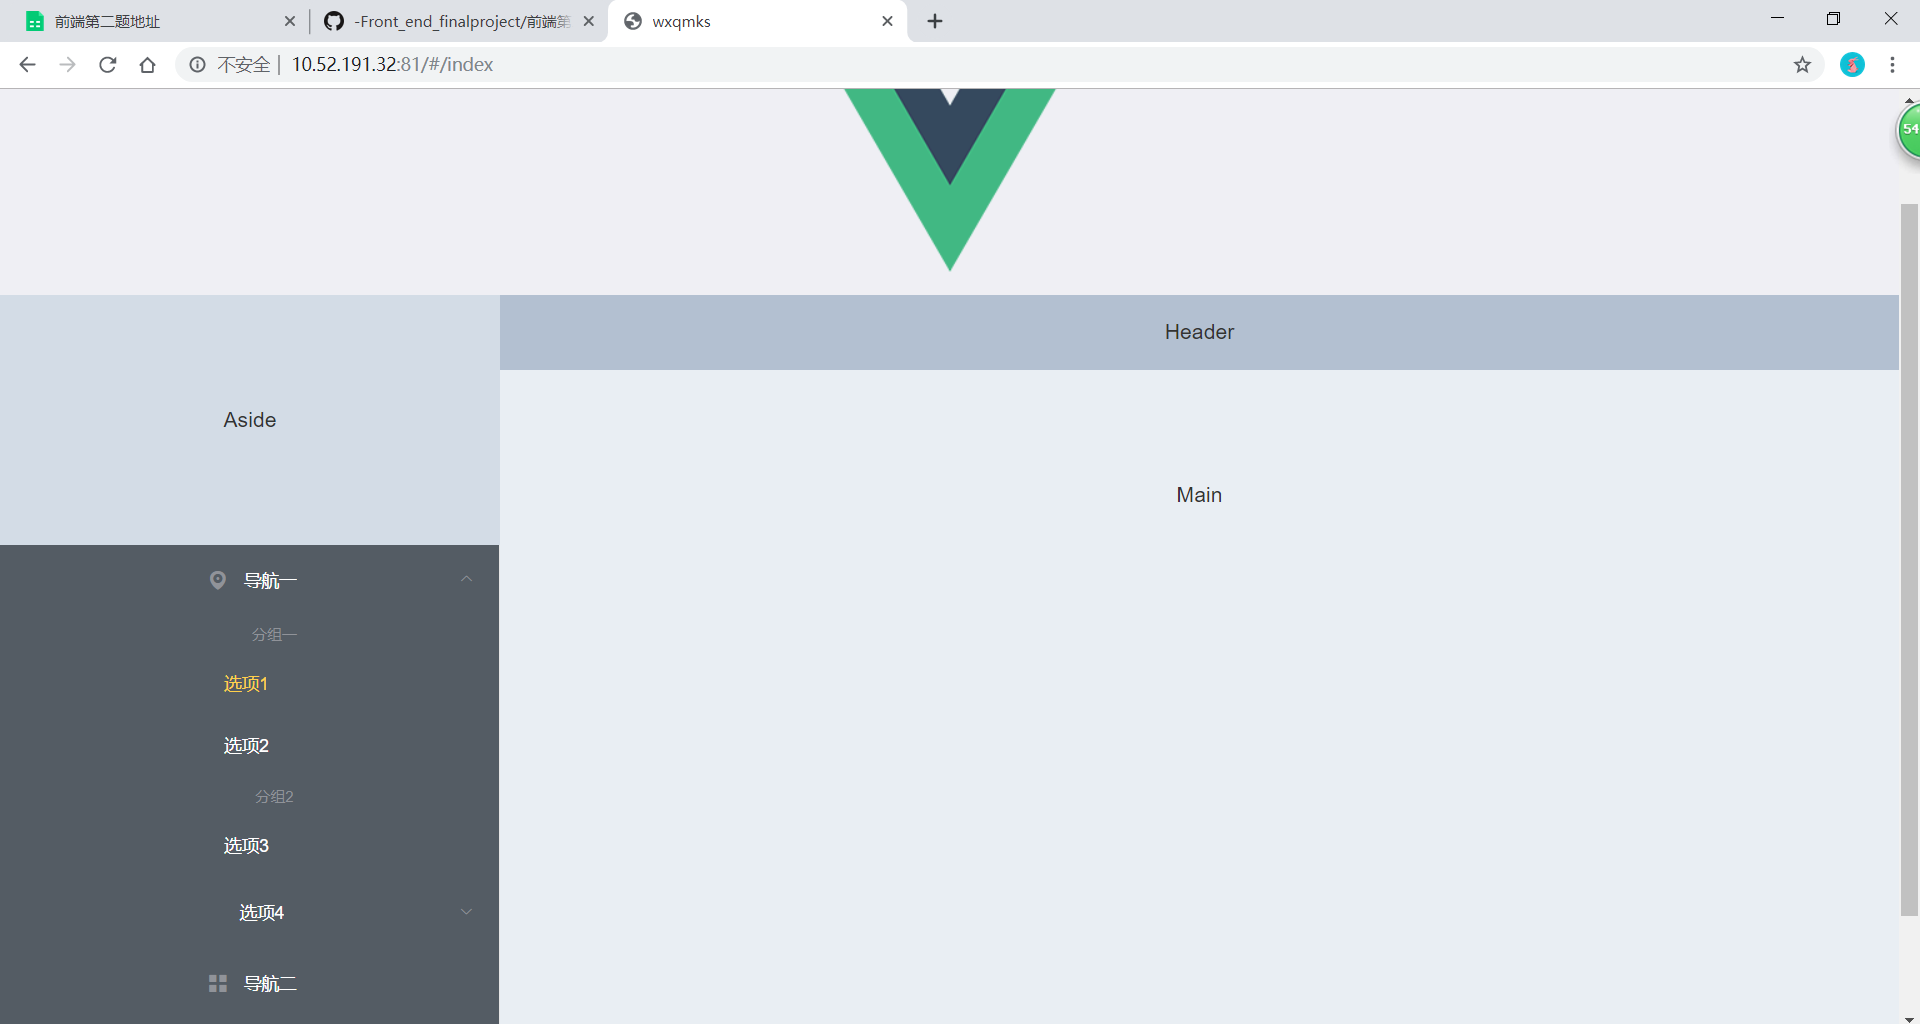 前端第二题地址
-Front_end_finalproject/前端第
wxqmks
不安全 | 10.52.191.32:81/#/index
54
Header
Aside
Main
导航一
分组一
选项1
选项2
分组2
选项3
选项4
导航二